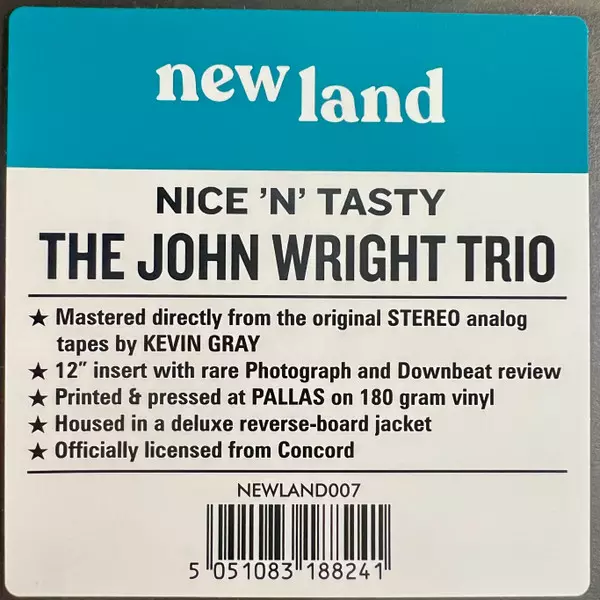 new land
NICE 'N' TASTY
THE JOHN WRIGHT TRIO
★ Mastered directly from the original STEREO analog
tapes by KEVIN GRAY
★ 12” insert with rare Photograph and Downbeat review
★ Printed & pressed at PALLAS on 180 gram vinyl
★ Housed in a deluxe reverse-board jacket
★ Officially licensed from Concord
NEWLAND007
5 051083 188241